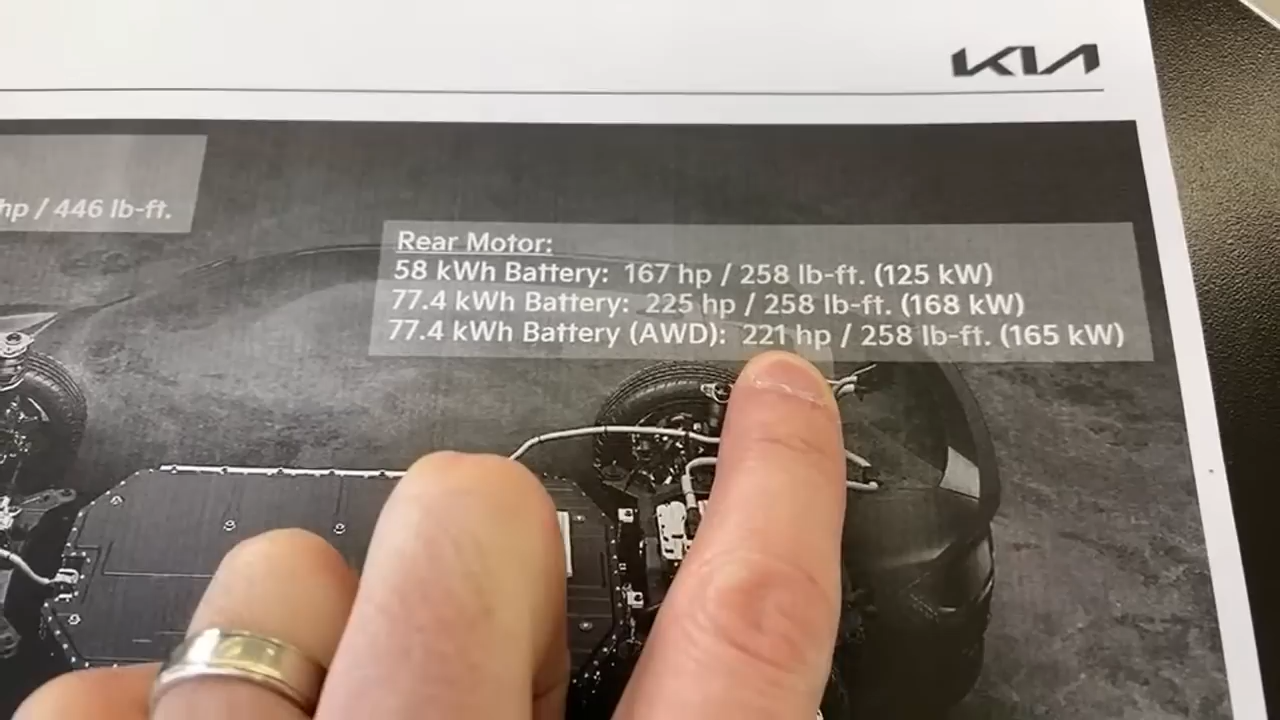 KIA
hp / 446 lb-ft.
Rear Motor:
58 kWh Battery: 167 hp / 258 lb-ft. (125 kW)
77.4 kWh Battery: 225 hp / 258 lb-ft. (168 kW)
77.4 kWh Battery (AWD): 221 hp / 258 lb-ft. (165 kW)